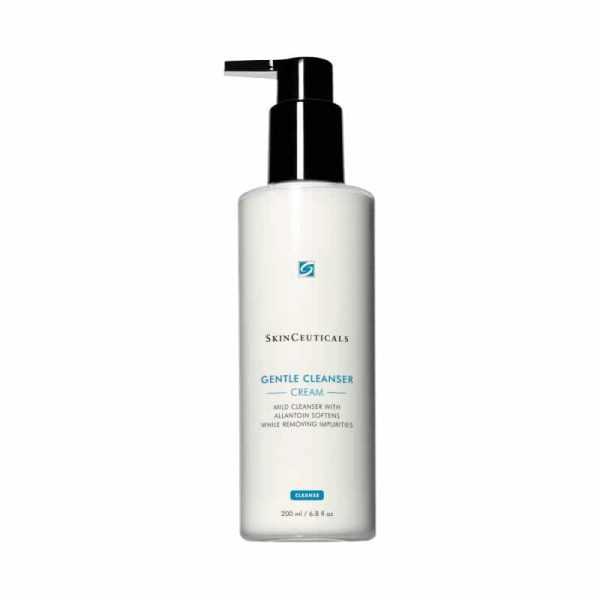 SKINCEUTICALS
GENTLE CLEANSER
CREAM
MILD CLEANSER WITH
ALLANTOIN SOFTENS
WHILE REMOVING IMPURITIES
CLEANSE
200 ml / 6.8 fl oz